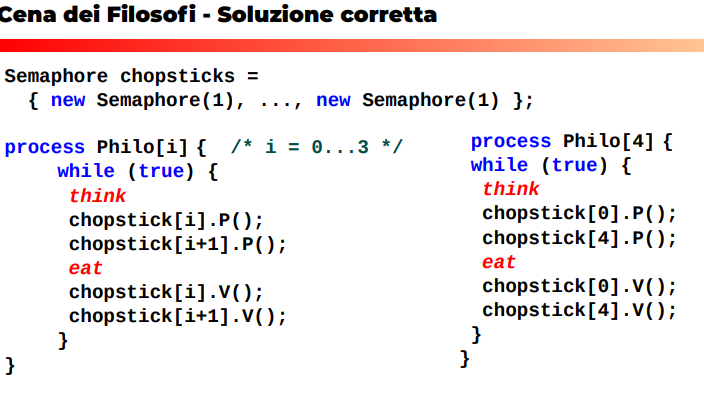 Cena dei Filosofi - Soluzione corretta
Semaphore chopsticks =
{ new Semaphore(1), ..., new Semaphore(1) };
process Philo[i] { /* i = 0...3 */
while (true) {
think
chopstick[i].P();
chopstick[i+1].P();
eat
chopstick[i].V();
chopstick[i+1].V();
}
}
process Philo[4] {
while (true) {
think
chopstick[0].P();
chopstick[4].P();
eat
chopstick[0].V();
chopstick[4].V();
}
}